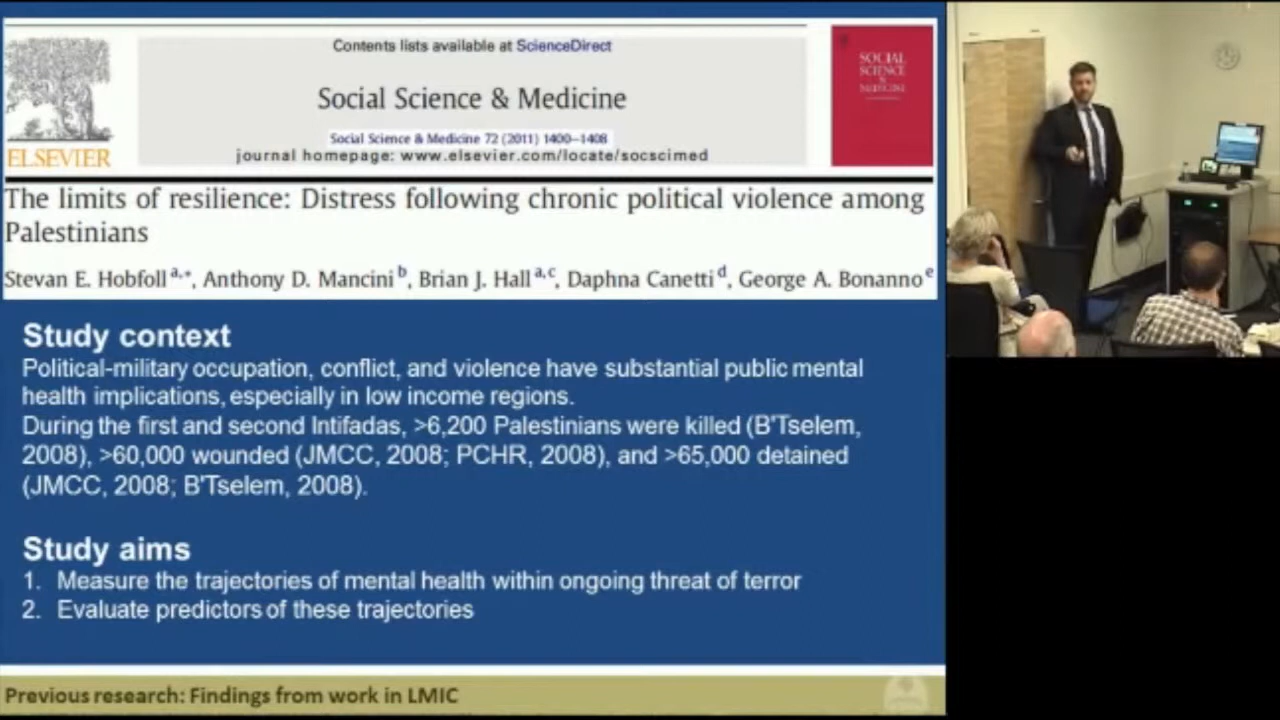 Contents lists available at ScienceDirect
Social Science & Medicine
Social Science & Medicine 72 (2011) 1400–1408
journal homepage: www.elsevier.com/locate/socscimed
ELSEVIER
SOCIAL
SCIENCE
&
MEDICINE
The limits of resilience: Distress following chronic political violence among
Palestinians
Stevan E. Hobfoll a,*, Anthony D. Mancini b, Brian J. Hall a,c, Daphna Canetti d, George A. Bonanno e
Study context
Political-military occupation, conflict, and violence have substantial public mental
health implications, especially in low income regions.
During the first and second Intifadas, >6,200 Palestinians were killed (B'Tselem,
2008), >60,000 wounded (JMCC, 2008; PCHR, 2008), and >65,000 detained
(JMCC, 2008; B'Tselem, 2008).
Study aims
1. Measure the trajectories of mental health within ongoing threat of terror
2. Evaluate predictors of these trajectories
Previous research: Findings from work in LMIC